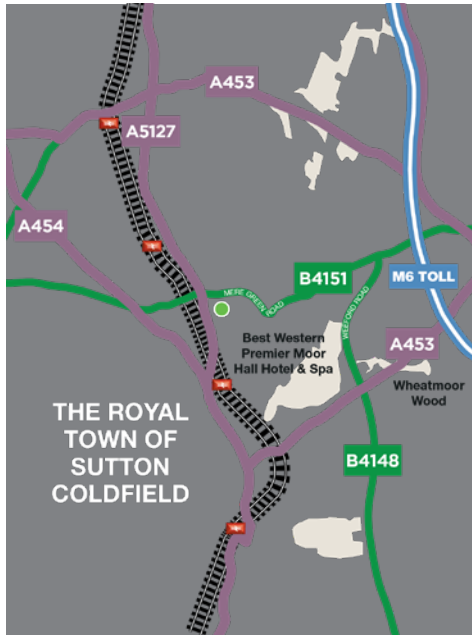 A453
A5127
A454
B4151
M6 TOLL
MERE GREEN
ROAD
WEEFORD ROAD
Best Western
Premier Moor
Hall Hotel & Spa
A453
Wheatmoor
Wood
THE ROYAL
TOWN OF
SUTTON
COLDFIELD
B4148